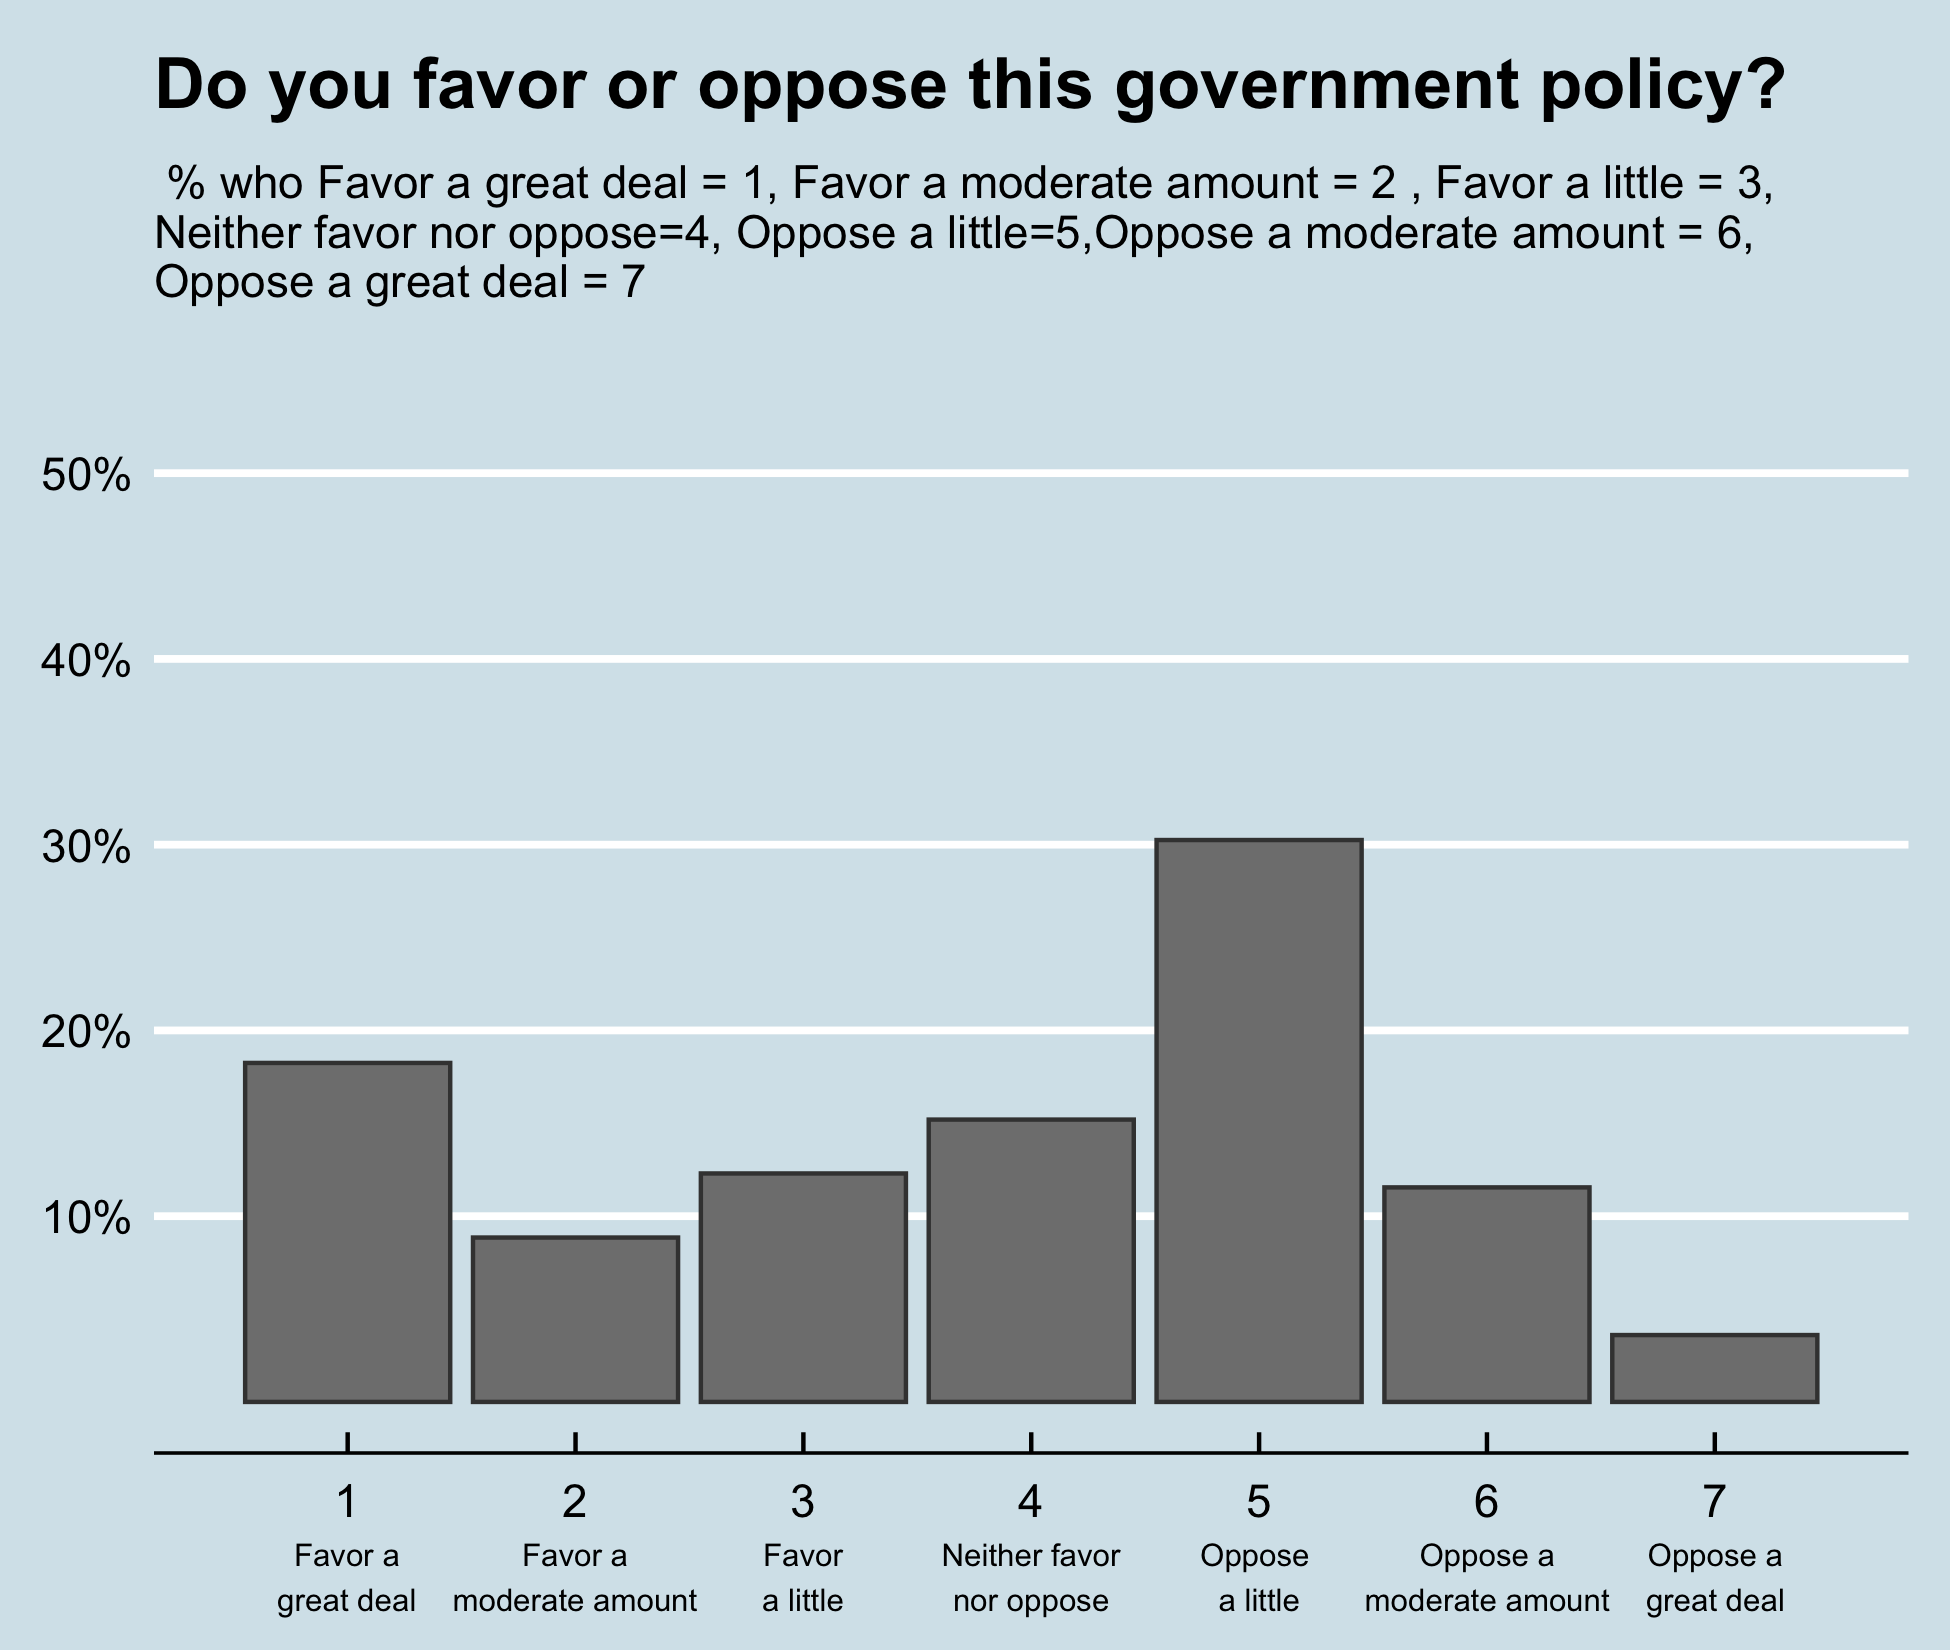 Do you favor or oppose this government policy?
% who Favor a great deal = 1, Favor a moderate amount = 2 , Favor a little = 3,
Neither favor nor oppose=4, Oppose a little=5,Oppose a moderate amount = 6,
Oppose a great deal = 7
50%
40%
30%
20%
10%
1 2 3 4 5 6 7
Favor a Favor a Favor Neither favor Oppose Oppose a Oppose a
great deal moderate amount a little nor oppose a little moderate amount great deal